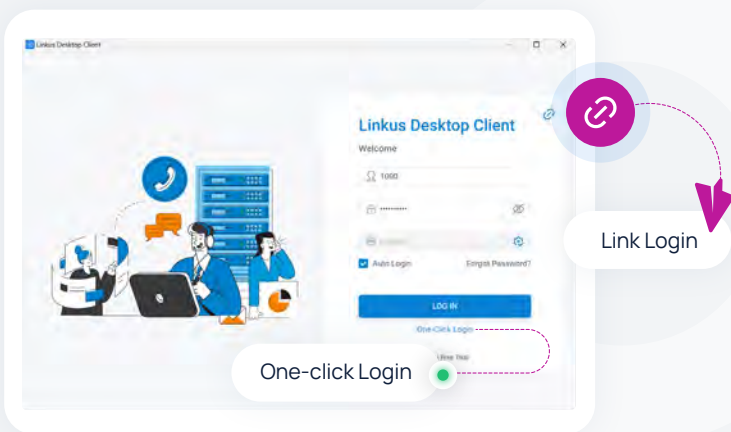 Linkus Desktop Client
Linkus Desktop Client
Welcome
1000
Auto Login
Forgot Password?
LOG IN
One-Click Login
Link Login
One-click Login